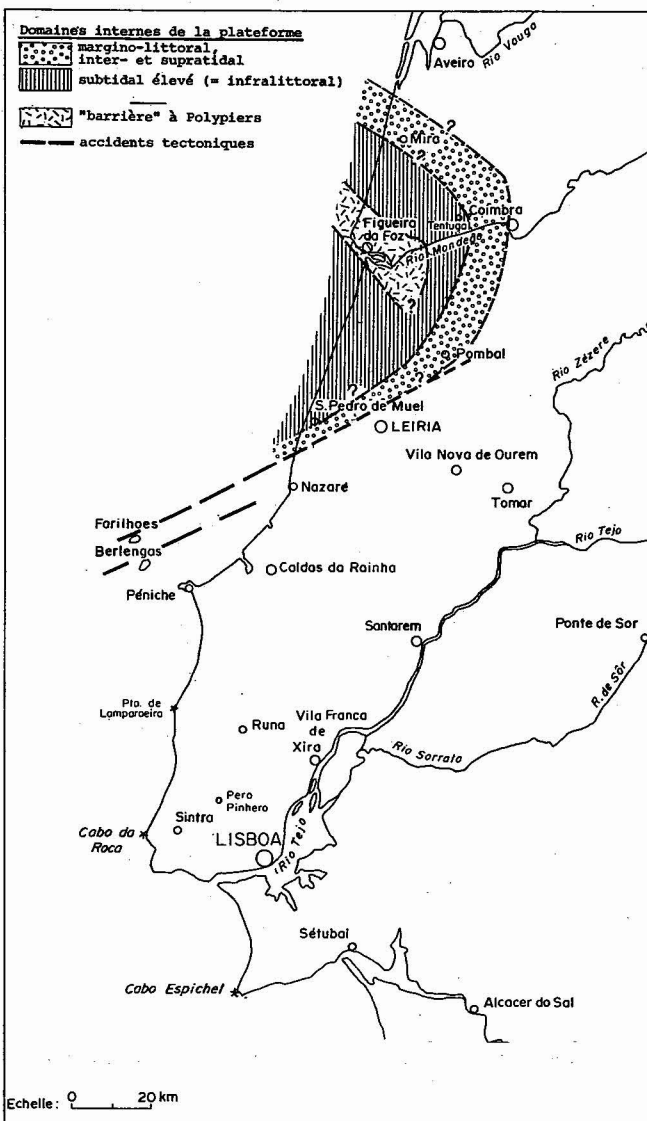 Domaines internes de la plateforme
margino-littoral,
inter- et supratidal
subtidal élevé (= infralittoral)
"barrière" à Polypiers
accidents tectoniques
Aveiro
Rio Vouga
?
Mira
?
Coimbra
Tentugal
Figueira
da Foz
Rio Mondego
?
Pombal
?
?
S. Pedro de Muel
LEIRIA
Rio Zézere
Vila Nova de Ourem
Nazaré
Tomar
Farilhoes
Rio Tejo
Berlengas
Caldas da Rainha
Péniche
Santarem
Ponte de Sor
R. de Sôr
Pta. de
Lamparoeira
Runa
Vila Franca
de
Xira
Rio Sorraia
Pero
Pinhero
Sintra
Cabo da
Roca
LISBOA
Rio Tejo
Sétubal
Cabo Espichel
Alcacer do Sal
Echelle: 0 20 km